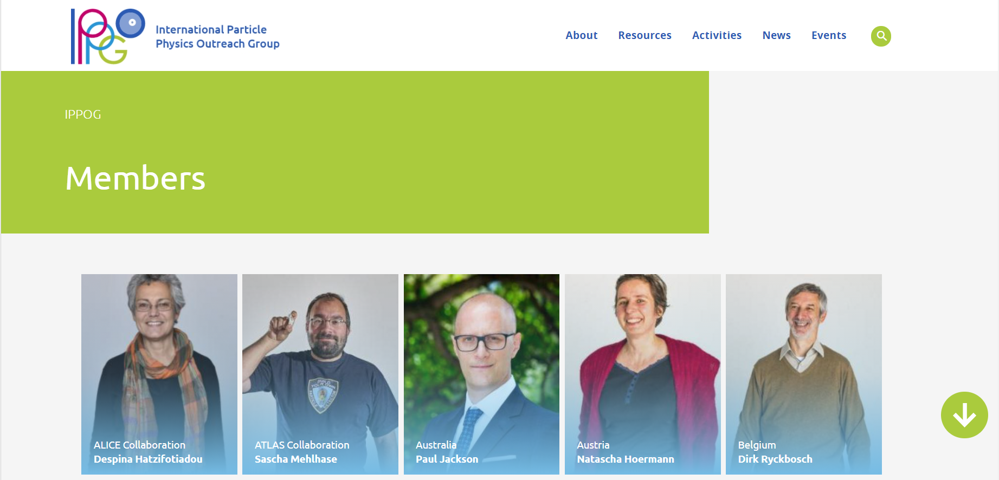 IPPOG
International Particle
Physics Outreach Group
About
Resources
Activities
News
Events
IPPOG
Members
ALICE Collaboration
Despina Hatzifotiadou
ATLAS Collaboration
Sascha Mehlhase
Australia
Paul Jackson
Austria
Natascha Hoermann
Belgium
Dirk Ryckbosch